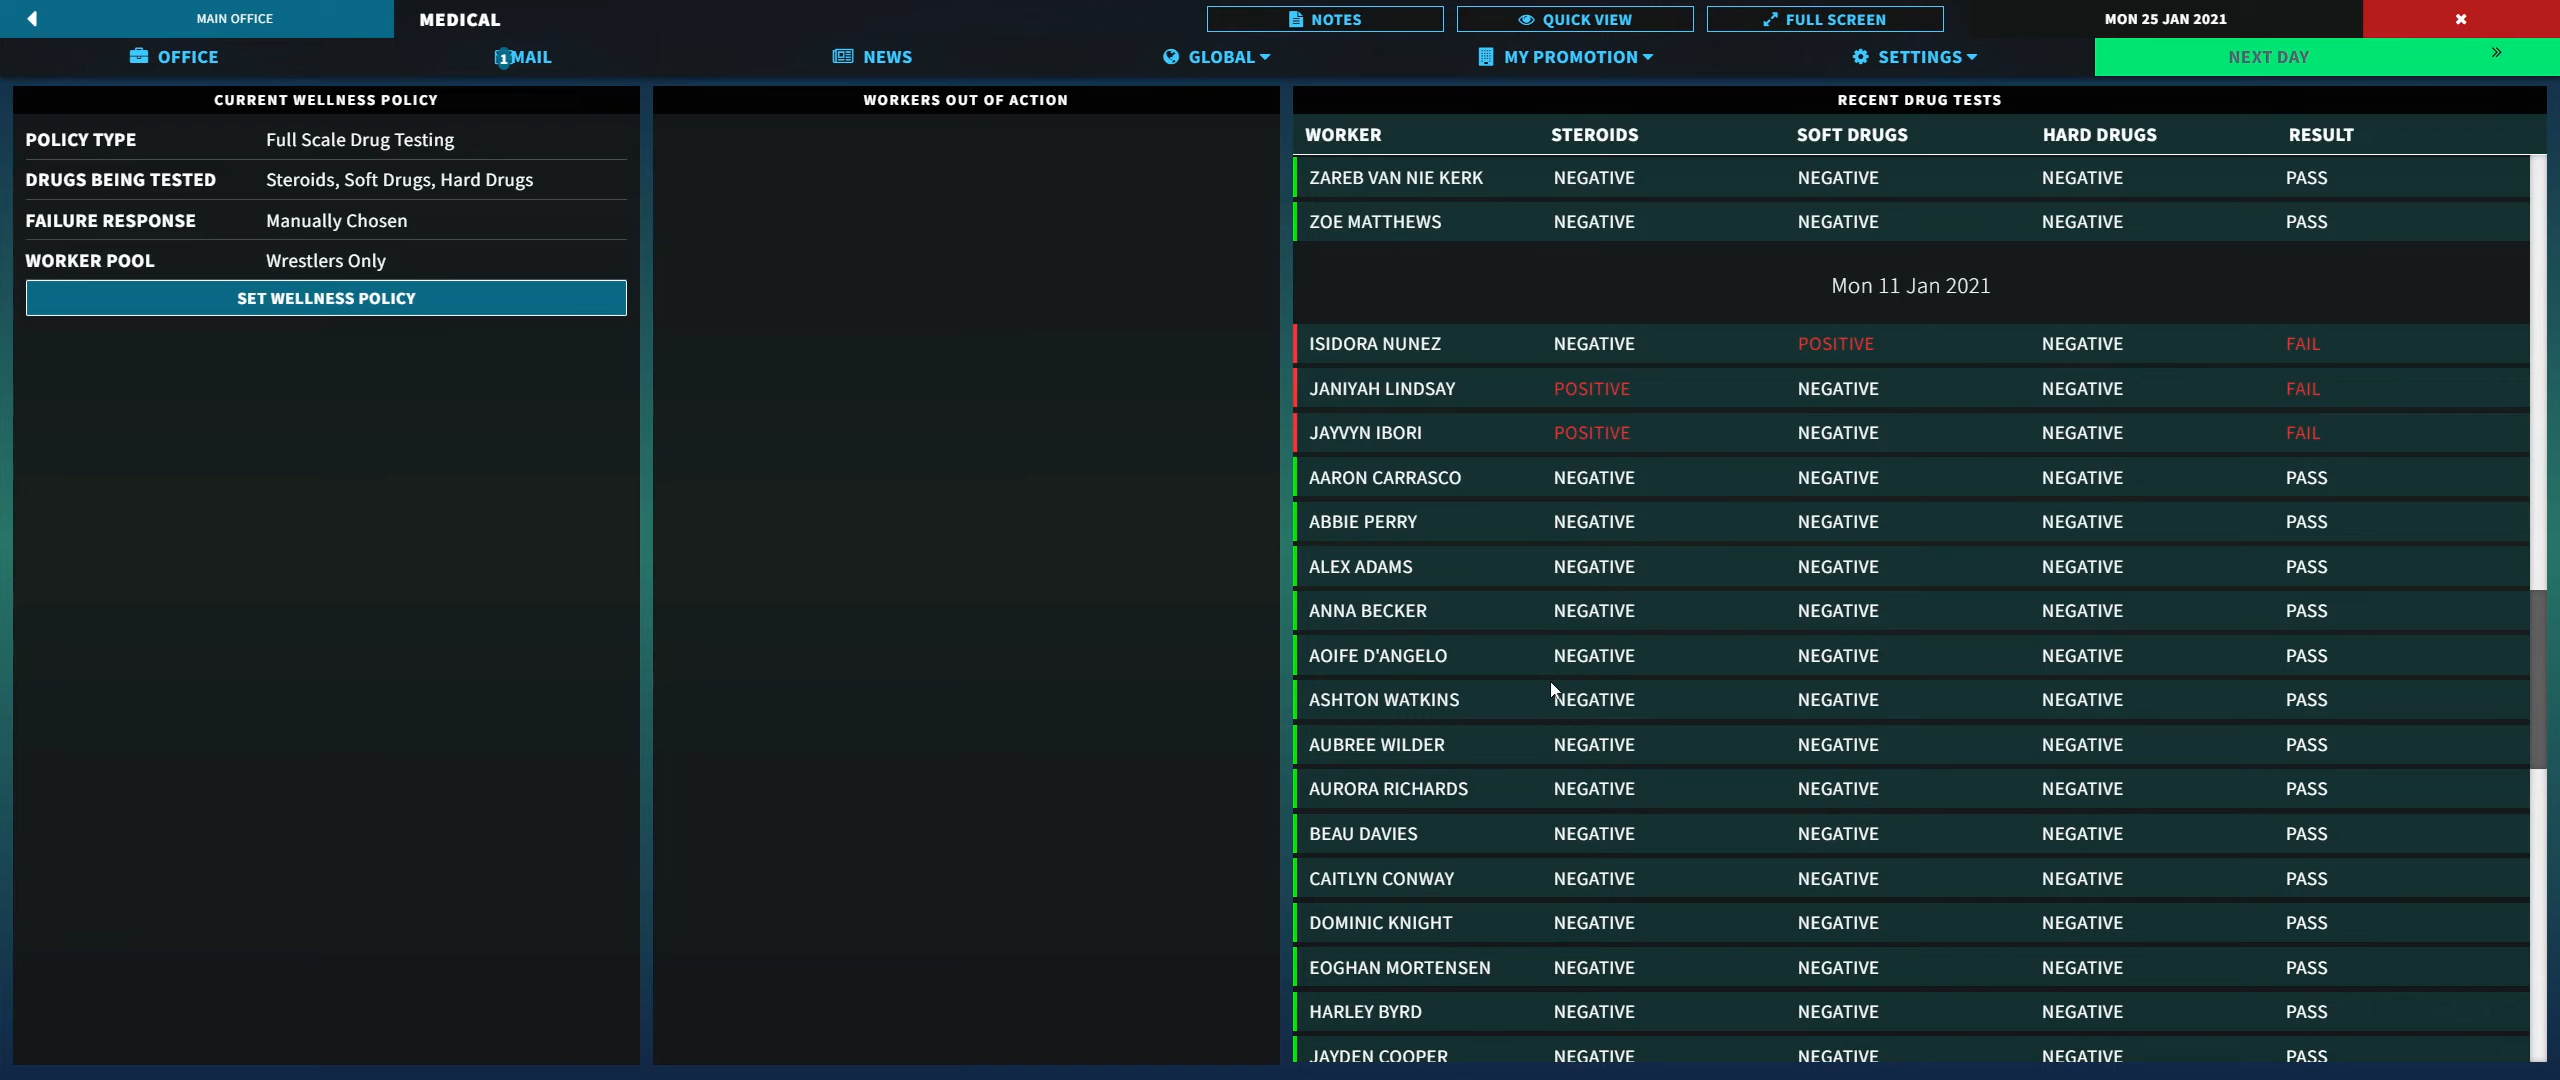 MAIN OFFICE
MEDICAL
NOTES
QUICK VIEW
FULL SCREEN
MON 25 JAN 2021
OFFICE
1 MAIL
NEWS
GLOBAL
MY PROMOTION
SETTINGS
NEXT DAY
CURRENT WELLNESS POLICY
POLICY TYPE Full Scale Drug Testing
DRUGS BEING TESTED Steroids, Soft Drugs, Hard Drugs
FAILURE RESPONSE Manually Chosen
WORKER POOL Wrestlers Only
SET WELLNESS POLICY
WORKERS OUT OF ACTION
RECENT DRUG TESTS
WORKER STEROIDS SOFT DRUGS HARD DRUGS RESULT
ZAREB VAN NIE KERK NEGATIVE NEGATIVE NEGATIVE PASS
ZOE MATTHEWS NEGATIVE NEGATIVE NEGATIVE PASS
Mon 11 Jan 2021
ISIDORA NUNEZ NEGATIVE POSITIVE NEGATIVE FAIL
JANIYAH LINDSAY POSITIVE NEGATIVE NEGATIVE FAIL
JAYVYN IBORI POSITIVE NEGATIVE NEGATIVE FAIL
AARON CARRASCO NEGATIVE NEGATIVE NEGATIVE PASS
ABBIE PERRY NEGATIVE NEGATIVE NEGATIVE PASS
ALEX ADAMS NEGATIVE NEGATIVE NEGATIVE PASS
ANNA BECKER NEGATIVE NEGATIVE NEGATIVE PASS
AOIFE D'ANGELO NEGATIVE NEGATIVE NEGATIVE PASS
ASHTON WATKINS NEGATIVE NEGATIVE NEGATIVE PASS
AUBREE WILDER NEGATIVE NEGATIVE NEGATIVE PASS
AURORA RICHARDS NEGATIVE NEGATIVE NEGATIVE PASS
BEAU DAVIES NEGATIVE NEGATIVE NEGATIVE PASS
CAITLYN CONWAY NEGATIVE NEGATIVE NEGATIVE PASS
DOMINIC KNIGHT NEGATIVE NEGATIVE NEGATIVE PASS
EOGHAN MORTENSEN NEGATIVE NEGATIVE NEGATIVE PASS
HARLEY BYRD NEGATIVE NEGATIVE NEGATIVE PASS
JAYDEN COOPER NEGATIVE NEGATIVE NEGATIVE PASS